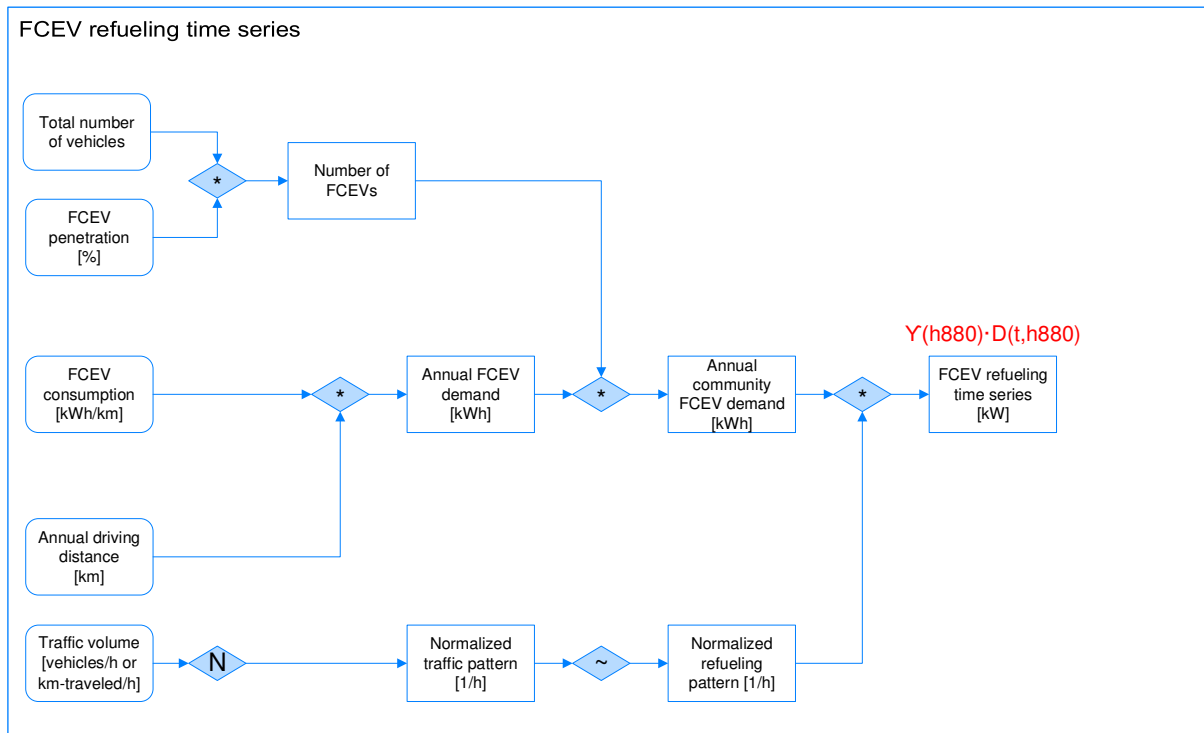 FCEV refueling time series
Total number
of vehicles
*
Number of
FCEVs
FCEV
penetration
[%]
ϒ(h880)·D(t,h880)
FCEV
consumption
[kWh/km]
*
Annual FCEV
demand
[kWh]
*
Annual
community
FCEV demand
[kWh]
*
FCEV refueling
time series
[kW]
Annual driving
distance
[km]
Traffic volume
[vehicles/h or
km-traveled/h]
N
Normalized
traffic pattern
[1/h]
~
Normalized
refueling
pattern [1/h]